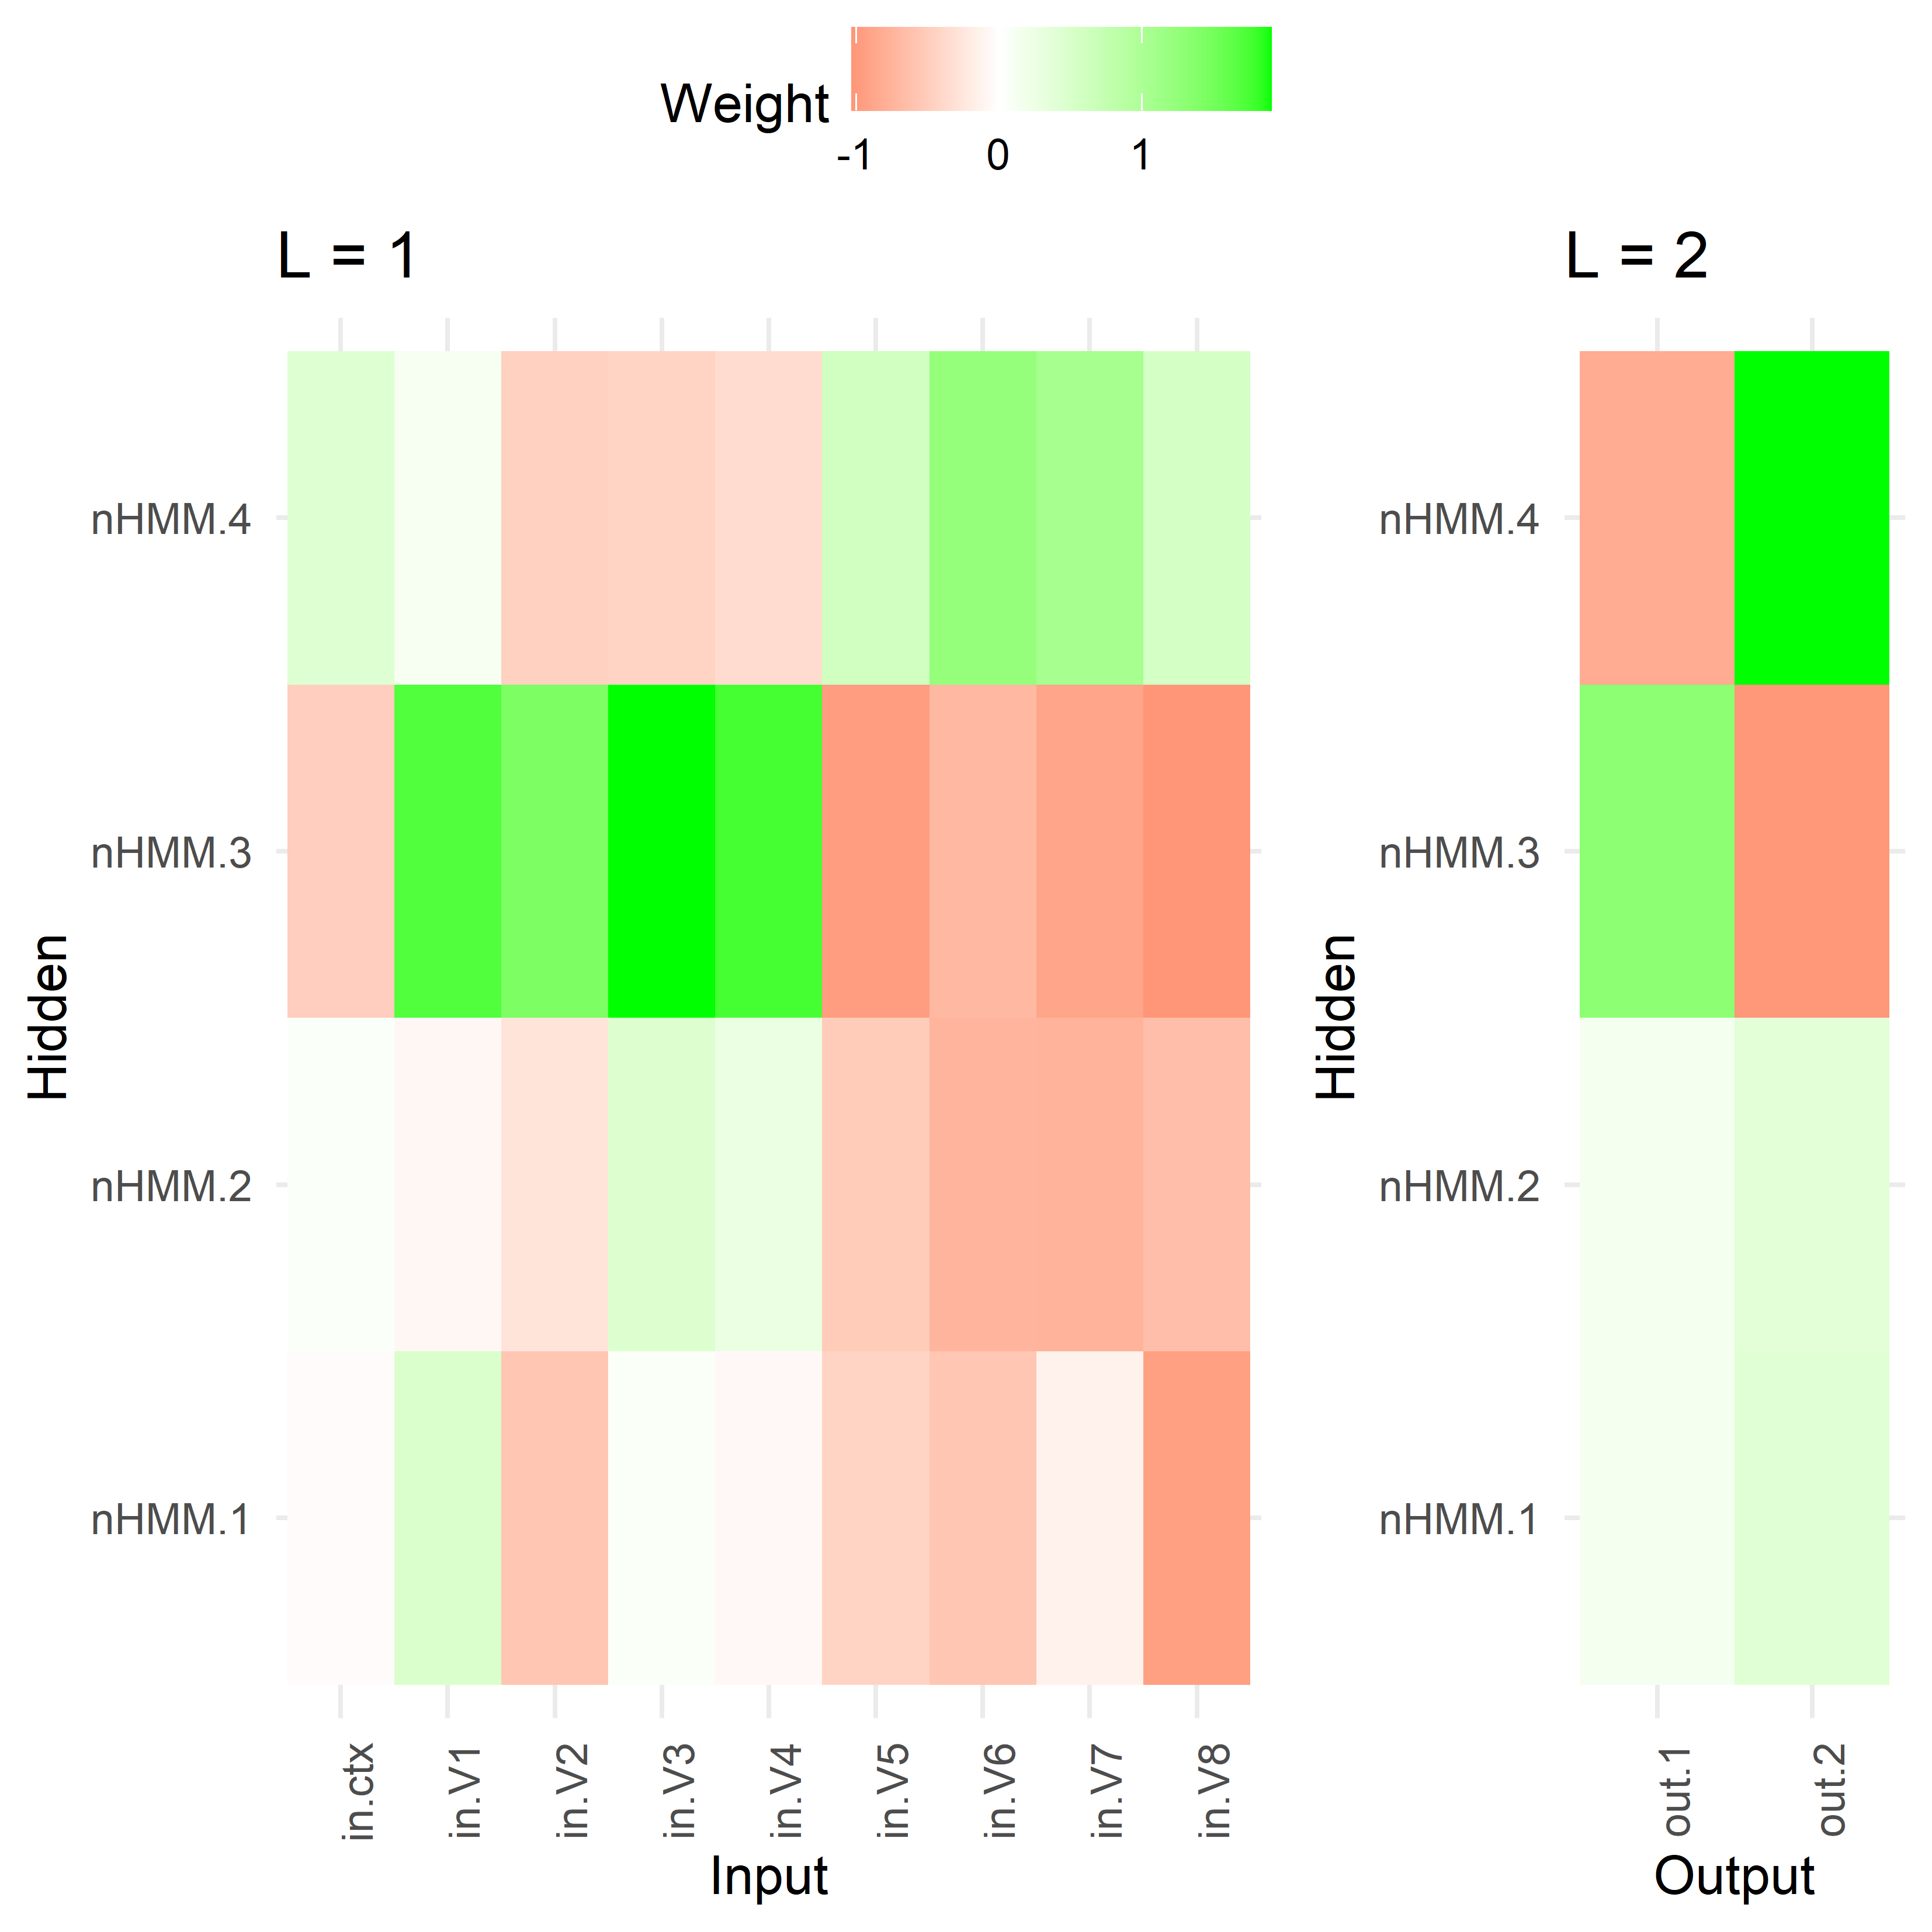 Weight
-1 0 1
L = 1
L = 2
nHMM.4
nHMM.3
nHMM.2
nHMM.1
Hidden
in.ctx
in.V1
in.V2
in.V3
in.V4
in.V5
in.V6
in.V7
in.V8
Input
nHMM.4
nHMM.3
nHMM.2
nHMM.1
Hidden
out.1
out.2
Output